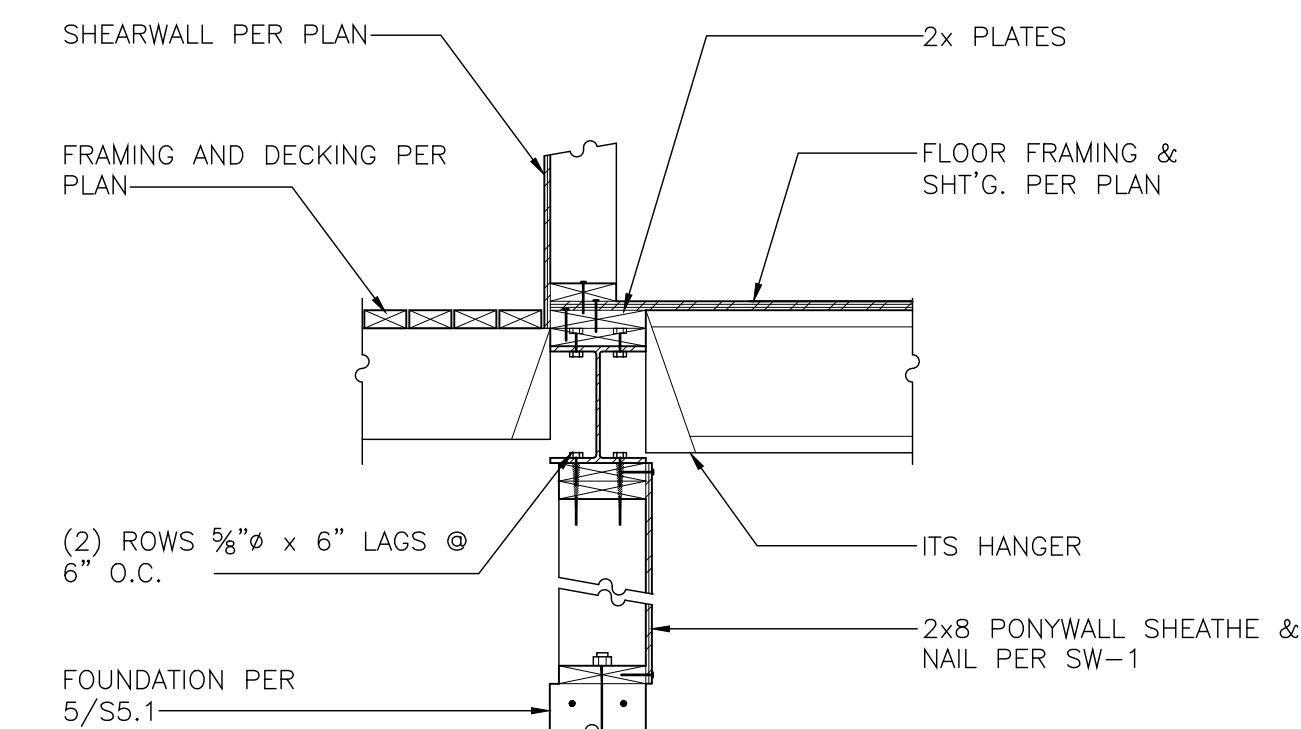 SHEARWALL PER PLAN
2x PLATES
FRAMING AND DECKING PER
PLAN
FLOOR FRAMING &
SHT'G. PER PLAN
(2) ROWS ⅝"ø x 6" LAGS @
6" O.C.
ITS HANGER
2x8 PONYWALL SHEATHE &
NAIL PER SW-1
FOUNDATION PER
5/S5.1